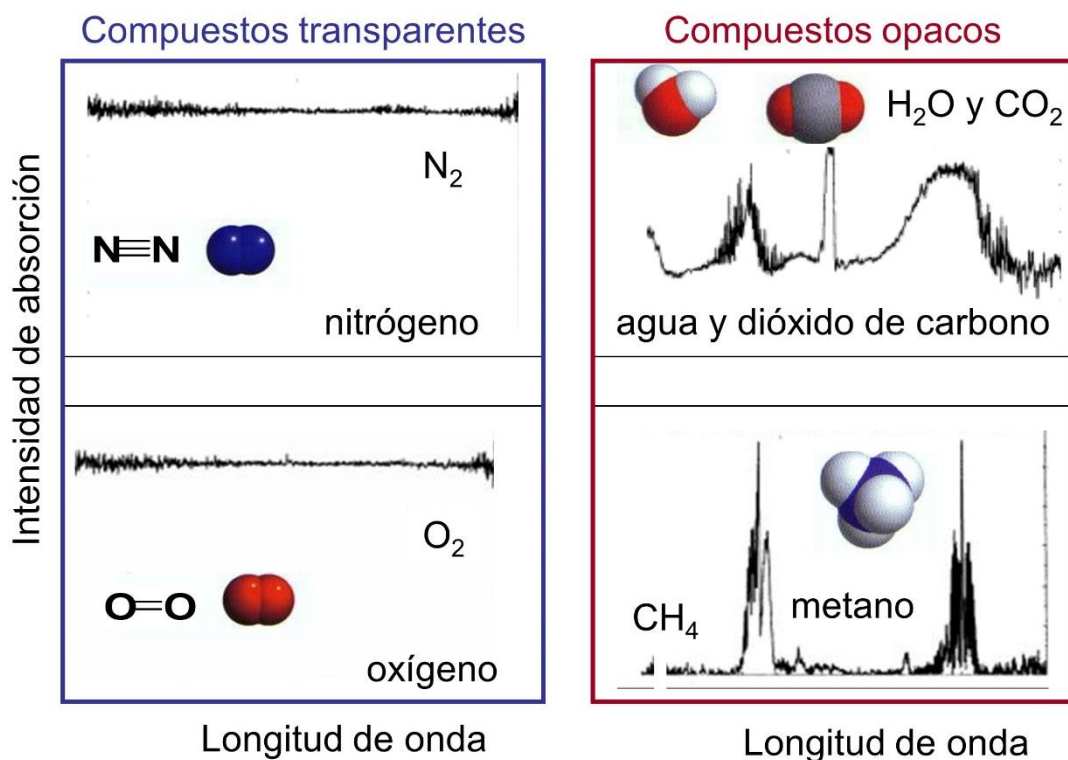 Compuestos transparentes
Compuestos opacos
Intensidad de absorción
N₂
N≡N
nitrógeno
O₂
O=O
oxígeno
H₂O y CO₂
agua y dióxido de carbono
CH₄
metano
Longitud de onda
Longitud de onda